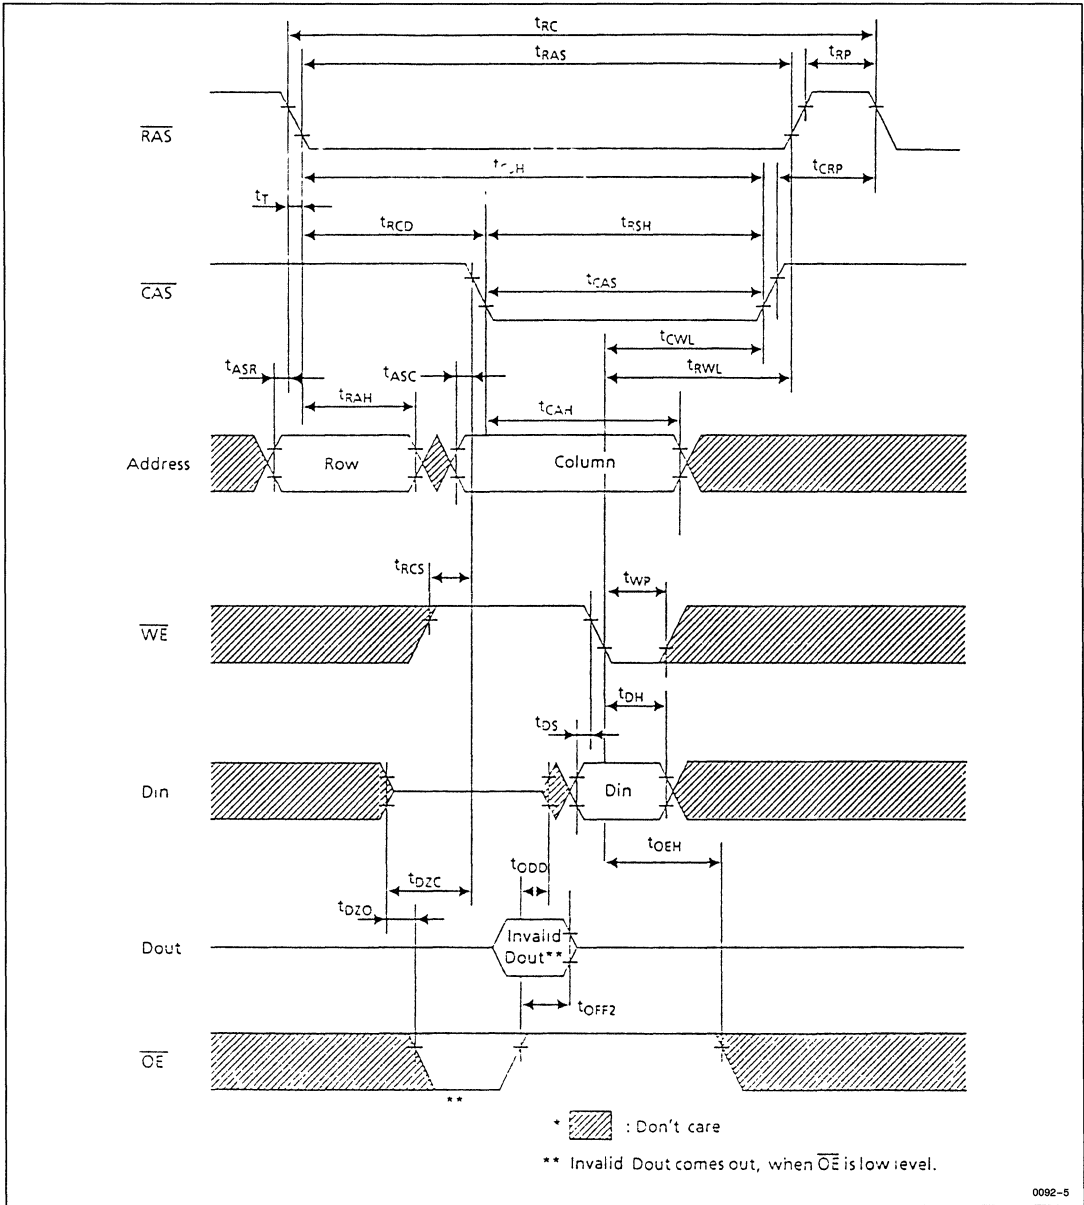 tRC
tRAS
tRP
RAS
tCRP
tT
tRCD
tRSH
CAS
tCAS
tCWL
tASR
tASC
tRWL
tRAH
tCAH
Address
Row
Column
tRCS
tWP
WE
tDH
tDS
Din
Din
tOEH
tODD
tDZC
tDZO
Invalid
Dout**
Dout
tOFF2
OE
**
* : Don't care
** Invalid Dout comes out, when OE is low level.
0092-5